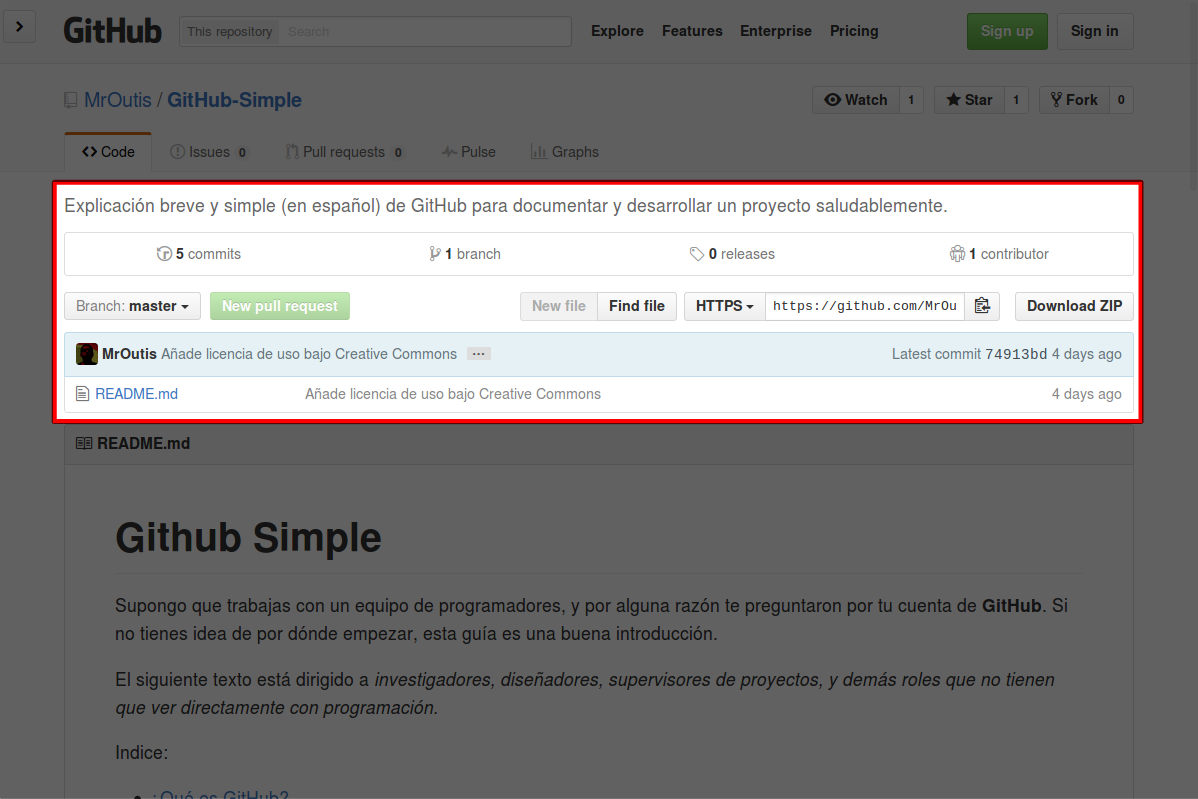 GitHub This repository Search Explore Features Enterprise Pricing Sign up Sign in
MrOutis / GitHub-Simple Watch 1 Star 1 Fork 0
Code Issues 0 Pull requests 0 Pulse Graphs
Explicación breve y simple (en español) de GitHub para documentar y desarrollar un proyecto saludablemente.
5 commits 1 branch 0 releases 1 contributor
Branch: master New pull request New file Find file HTTPS https://github.com/MrOu Download ZIP
MrOutis Añade licencia de uso bajo Creative Commons ... Latest commit 74913bd 4 days ago
README.md Añade licencia de uso bajo Creative Commons 4 days ago
README.md
Github Simple
Supongo que trabajas con un equipo de programadores, y por alguna razón te preguntaron por tu cuenta de GitHub. Si
no tienes idea de por dónde empezar, esta guía es una buena introducción.
El siguiente texto está dirigido a investigadores, diseñadores, supervisores de proyectos, y demás roles que no tienen
que ver directamente con programación.
Indice:
¿Qué es GitHub?